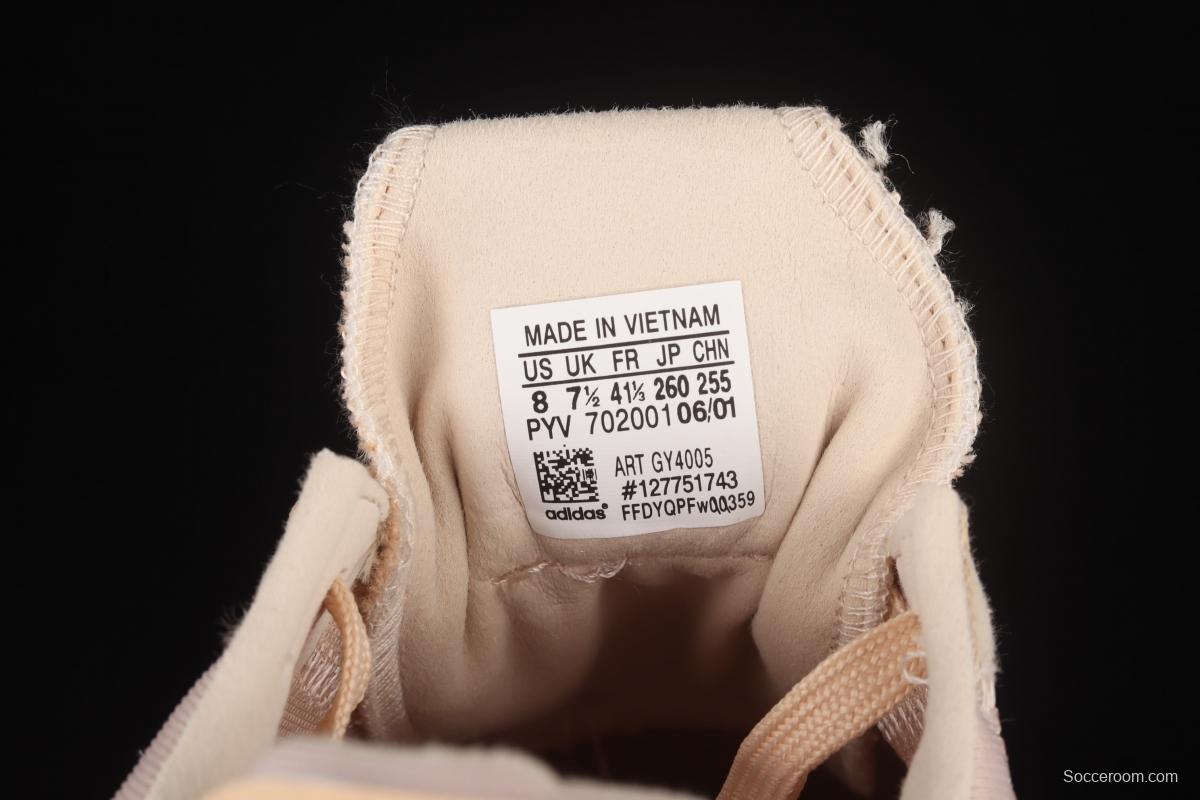 MADE IN VIETNAM
US UK FR JP CHN
8 7½ 41⅓ 260 255
PYV 702001 06/01
ART GY4005
#127751743
FFDYQPFw00359
adidas®
Socceroom.com